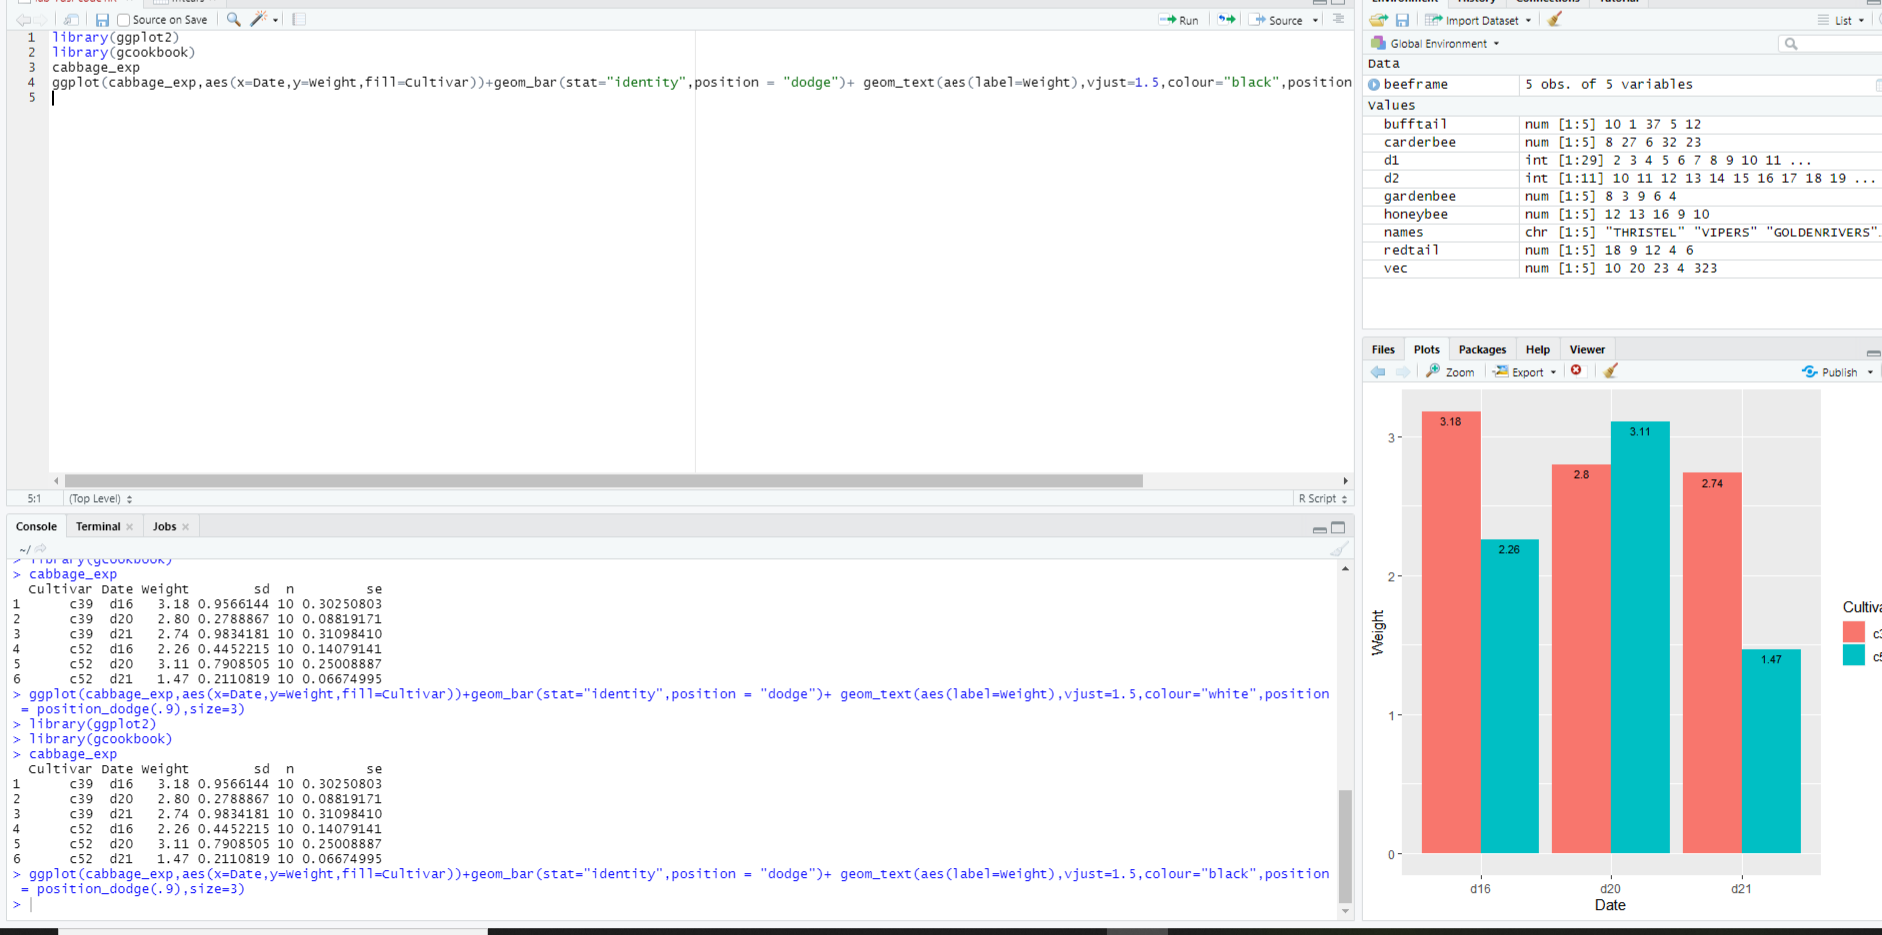 Source on Save
Run
Source
1 library(ggplot2)
2 library(gcookbook)
3 cabbage_exp
4 ggplot(cabbage_exp,aes(x=Date,y=Weight,fill=Cultivar))+geom_bar(stat="identity",position = "dodge")+ geom_text(aes(label=Weight),vjust=1.5,colour="black",position
5
5:1 (Top Level) R Script
Console Terminal Jobs
~/
> library(gcookbook)
> cabbage_exp
Cultivar Date Weight sd n se
1 c39 d16 3.18 0.9566144 10 0.30250803
2 c39 d20 2.80 0.2788867 10 0.08819171
3 c39 d21 2.74 0.9834181 10 0.31098410
4 c52 d16 2.26 0.4452215 10 0.14079141
5 c52 d20 3.11 0.7908505 10 0.25008887
6 c52 d21 1.47 0.2110819 10 0.06674995
> ggplot(cabbage_exp,aes(x=Date,y=Weight,fill=Cultivar))+geom_bar(stat="identity",position = "dodge")+ geom_text(aes(label=Weight),vjust=1.5,colour="white",position
= position_dodge(.9),size=3)
> library(ggplot2)
> library(gcookbook)
> cabbage_exp
Cultivar Date Weight sd n se
1 c39 d16 3.18 0.9566144 10 0.30250803
2 c39 d20 2.80 0.2788867 10 0.08819171
3 c39 d21 2.74 0.9834181 10 0.31098410
4 c52 d16 2.26 0.4452215 10 0.14079141
5 c52 d20 3.11 0.7908505 10 0.25008887
6 c52 d21 1.47 0.2110819 10 0.06674995
> ggplot(cabbage_exp,aes(x=Date,y=Weight,fill=Cultivar))+geom_bar(stat="identity",position = "dodge")+ geom_text(aes(label=Weight),vjust=1.5,colour="black",position
= position_dodge(.9),size=3)
>
Environment History Connections Tutorial
Import Dataset List
Global Environment
Data
beeframe 5 obs. of 5 variables
Values
bufftail num [1:5] 10 1 37 5 12
carderbee num [1:5] 8 27 6 32 23
d1 int [1:29] 2 3 4 5 6 7 8 9 10 11 ...
d2 int [1:11] 10 11 12 13 14 15 16 17 18 19 ...
gardenbee num [1:5] 8 3 9 6 4
honeybee num [1:5] 12 13 16 9 10
names chr [1:5] "THRISTEL" "VIPERS" "GOLDENRIVERS"
redtail num [1:5] 18 9 12 4 6
vec num [1:5] 10 20 23 4 323
Files Plots Packages Help Viewer
Zoom Export Publish
3.18
3.11
3
2.8
2.74
2.26
2
Weight
Cultiva
1.47
1
0
d16 d20 d21
Date